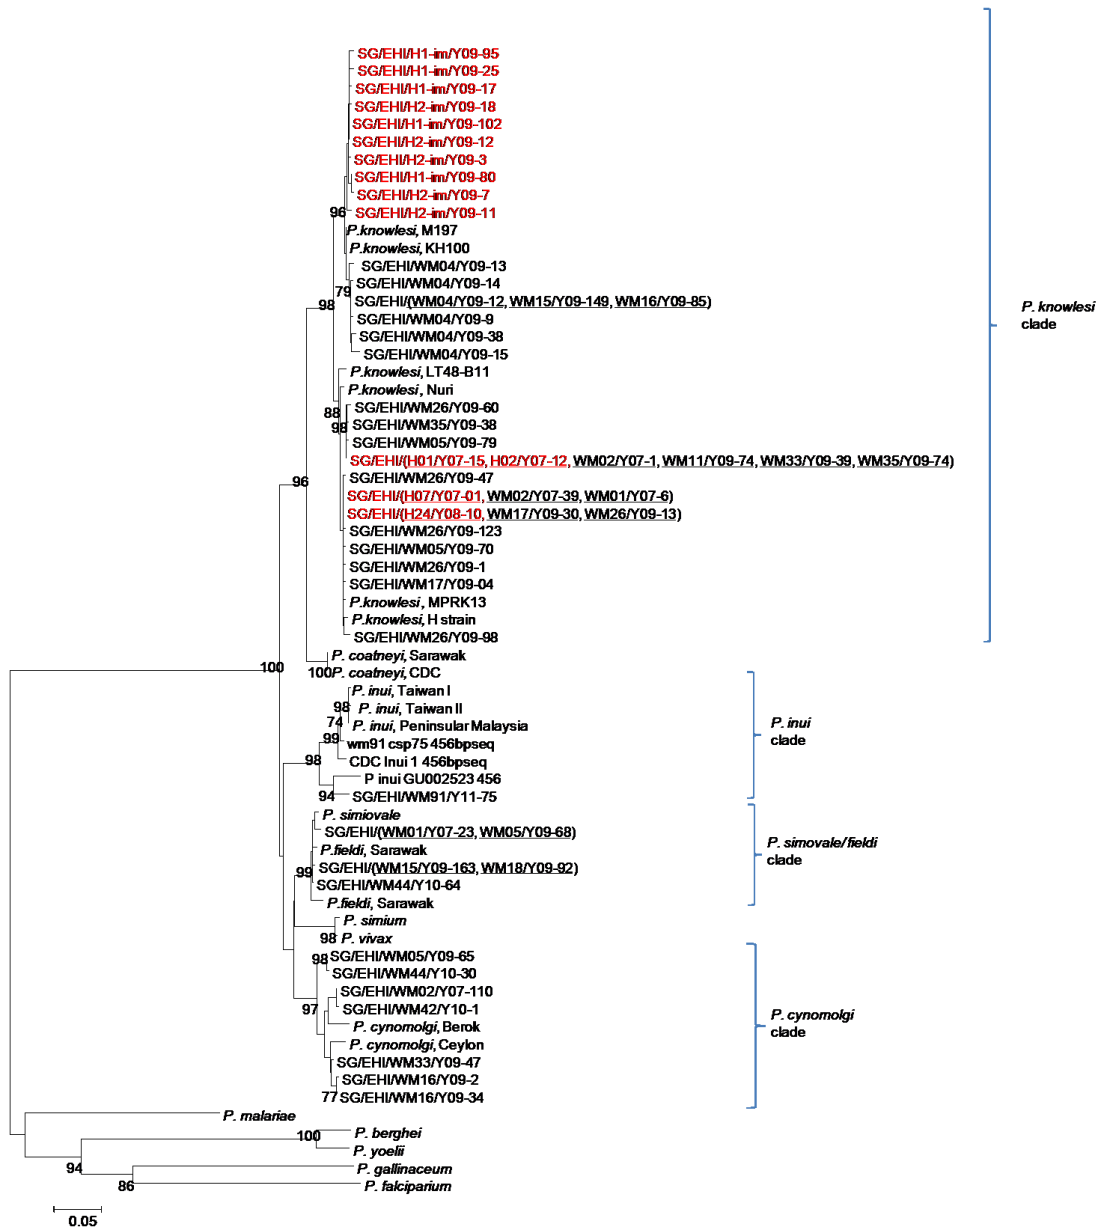 SG/EHI/H1-im/Y09-95
SG/EHI/H1-im/Y09-25
SG/EHI/H1-im/Y09-17
SG/EHI/H2-im/Y09-18
SG/EHI/H1-im/Y09-102
SG/EHI/H2-im/Y09-12
SG/EHI/H2-im/Y09-3
SG/EHI/H1-im/Y09-80
SG/EHI/H2-im/Y09-7
96 SG/EHI/H2-im/Y09-11
P.knowlesi, M197
P.knowlesi, KH100
SG/EHI/WM04/Y09-13
SG/EHI/WM04/Y09-14
79
98 SG/EHI/(WM04/Y09-12, WM15/Y09-149, WM16/Y09-85)
SG/EHI/WM04/Y09-9
SG/EHI/WM04/Y09-38
SG/EHI/WM04/Y09-15
P. knowlesi
clade
P.knowlesi, LT48-B11
P.knowlesi, Nuri
88 SG/EHI/WM26/Y09-60
98 SG/EHI/WM35/Y09-38
SG/EHI/WM05/Y09-79
SG/EHI/(H01/Y07-15, H02/Y07-12, WM02/Y07-1, WM11/Y09-74, WM33/Y09-39, WM35/Y09-74)
96 SG/EHI/WM26/Y09-47
SG/EHI/(H07/Y07-01, WM02/Y07-39, WM01/Y07-6)
SG/EHI/(H24/Y08-10, WM17/Y09-30, WM26/Y09-13)
SG/EHI/WM26/Y09-123
SG/EHI/WM05/Y09-70
SG/EHI/WM26/Y09-1
SG/EHI/WM17/Y09-04
P.knowlesi, MPRK13
P.knowlesi, H strain
SG/EHI/WM26/Y09-98
P. coatneyi, Sarawak
100
100 P. coatneyi, CDC
P. inui, Taiwan I
98 P. inui, Taiwan II
74 P. inui, Peninsular Malaysia
99 wm91 csp75 456bpseq
98 CDC Inui 1 456bpseq
P inui GU002523 456
94 SG/EHI/WM91/Y11-75
P. inui
clade
P. simiovale
SG/EHI/(WM01/Y07-23, WM05/Y09-68)
P.fieldi, Sarawak
99 SG/EHI/(WM15/Y09-163, WM18/Y09-92)
SG/EHI/WM44/Y10-64
P.fieldi, Sarawak
P. simovale/fieldi
clade
P. simium
98 P. vivax
98 SG/EHI/WM05/Y09-65
SG/EHI/WM44/Y10-30
SG/EHI/WM02/Y07-110
97 SG/EHI/WM42/Y10-1
P. cynomolgi, Berok
P. cynomolgi, Ceylon
SG/EHI/WM33/Y09-47
SG/EHI/WM16/Y09-2
77 SG/EHI/WM16/Y09-34
P. cynomolgi
clade
P. malariae
100 P. berghei
P. yoelii
94
P. gallinaceum
86 P. falciparium
0.05